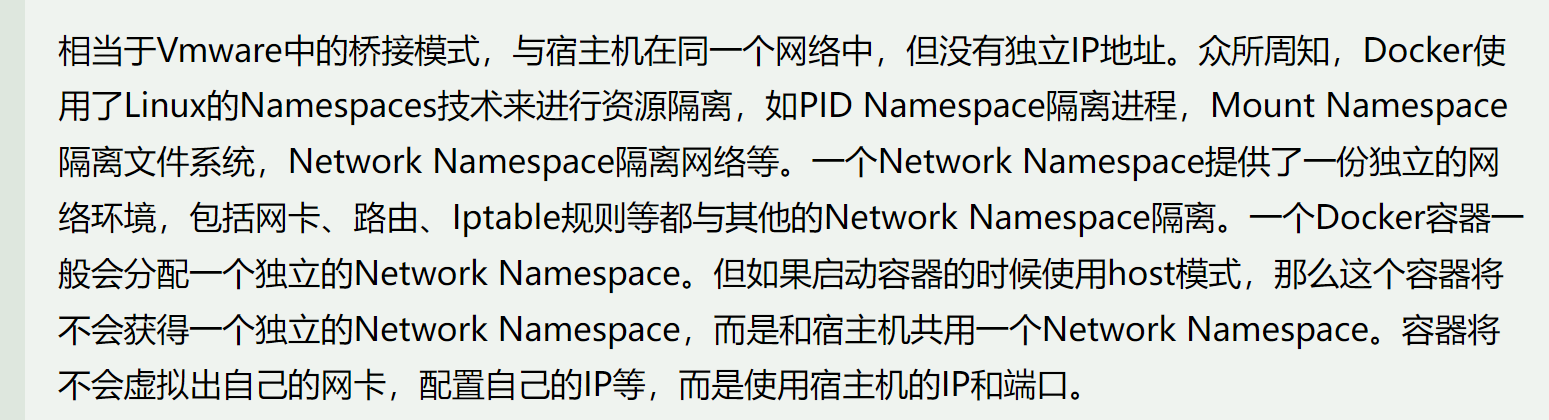 相当于Vmware中的桥接模式，与宿主机在同一个网络中，但没有独立IP地址。众所周知，Docker使
用了Linux的Namespaces技术来进行资源隔离，如PID Namespace隔离进程，Mount Namespace
隔离文件系统，Network Namespace隔离网络等。一个Network Namespace提供了一份独立的网
络环境，包括网卡、路由、Iptable规则等都与其他的Network Namespace隔离。一个Docker容器一
般会分配一个独立的Network Namespace。但如果启动容器的时候使用host模式，那么这个容器将
不会获得一个独立的Network Namespace，而是和宿主机共用一个Network Namespace。容器将
不会虚拟出自己的网卡，配置自己的IP等，而是使用宿主机的IP和端口。